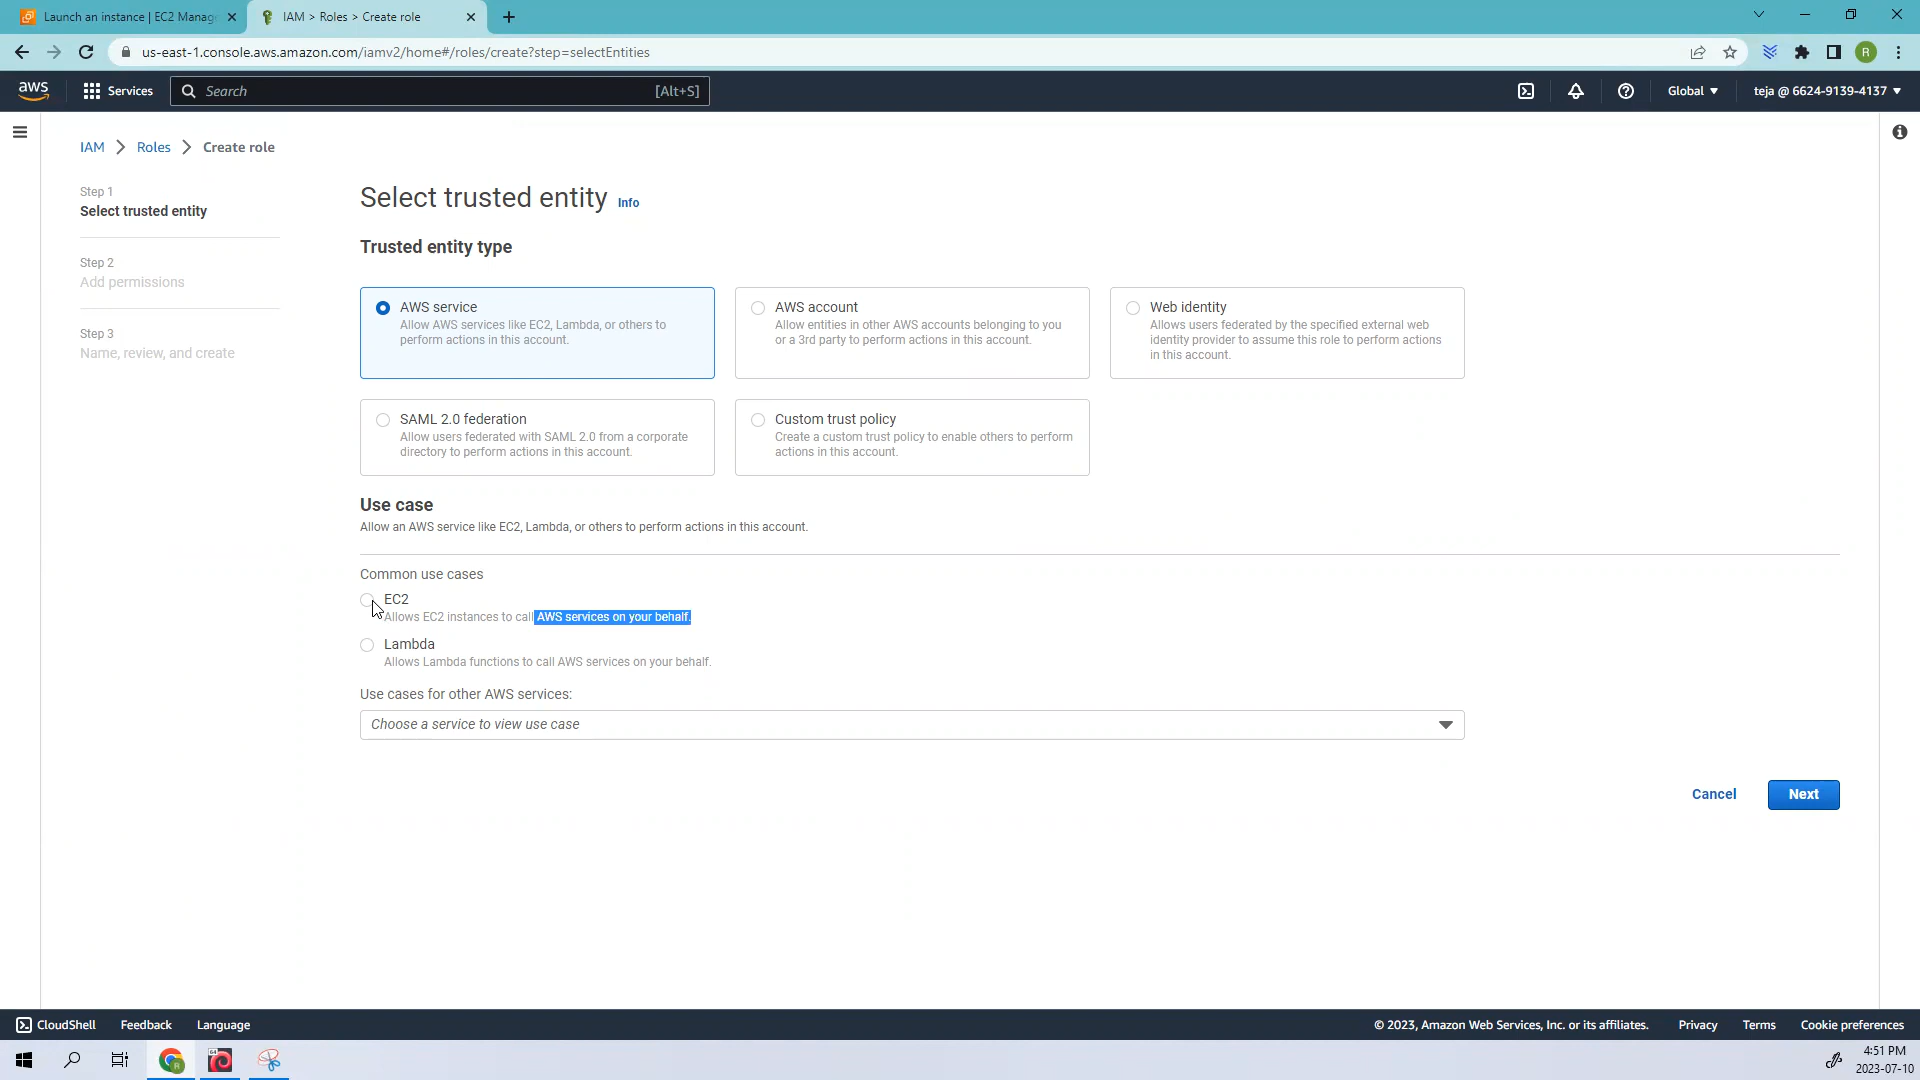 Launch an instance | EC2 Manage
IAM > Roles > Create role
us-east-1.console.aws.amazon.com/iamv2/home#/roles/create?step=selectEntities
R
aws
Services
Search
[Alt+S]
Global
teja @ 6624-9139-4137
IAM
Roles
Create role
Step 1
Select trusted entity
Step 2
Add permissions
Step 3
Name, review, and create
Select trusted entity
Info
Trusted entity type
AWS service
Allow AWS services like EC2, Lambda, or others to
perform actions in this account.
AWS account
Allow entities in other AWS accounts belonging to you
or a 3rd party to perform actions in this account.
Web identity
Allows users federated by the specified external web
identity provider to assume this role to perform actions
in this account.
SAML 2.0 federation
Allow users federated with SAML 2.0 from a corporate
directory to perform actions in this account.
Custom trust policy
Create a custom trust policy to enable others to perform
actions in this account.
Use case
Allow an AWS service like EC2, Lambda, or others to perform actions in this account.
Common use cases
EC2
Allows EC2 instances to call AWS services on your behalf.
Lambda
Allows Lambda functions to call AWS services on your behalf.
Use cases for other AWS services:
Choose a service to view use case
Cancel
Next
CloudShell
Feedback
Language
© 2023, Amazon Web Services, Inc. or its affiliates.
Privacy
Terms
Cookie preferences
4:51 PM
2023-07-10